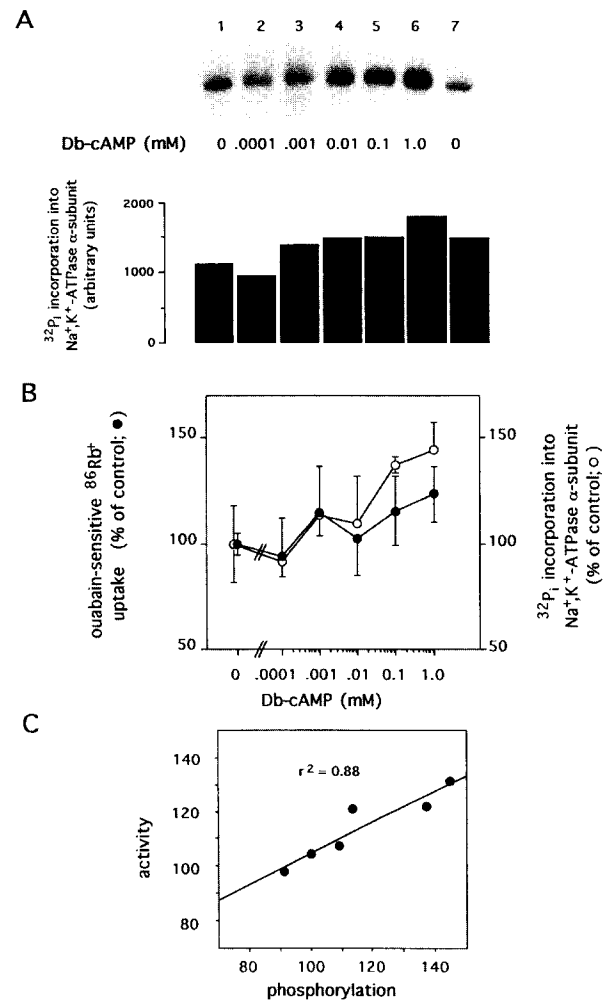 A
1 2 3 4 5 6 7
Db-cAMP (mM) 0 .0001 .001 0.01 0.1 1.0 0
³²Pᵢ incorporation into
Na⁺,K⁺-ATPase α-subunit
(arbitrary units)
2000
1000
0
B
ouabain-sensitive ⁸⁶Rb⁺
uptake (% of control; ●)
150
100
50
150
100
50
³²Pᵢ incorporation into
Na⁺,K⁺-ATPase α-subunit
(% of control; ○)
0 .0001 .001 .01 0.1 1.0
Db-cAMP (mM)
C
r² = 0.88
activity
140
120
100
80
80 100 120 140
phosphorylation